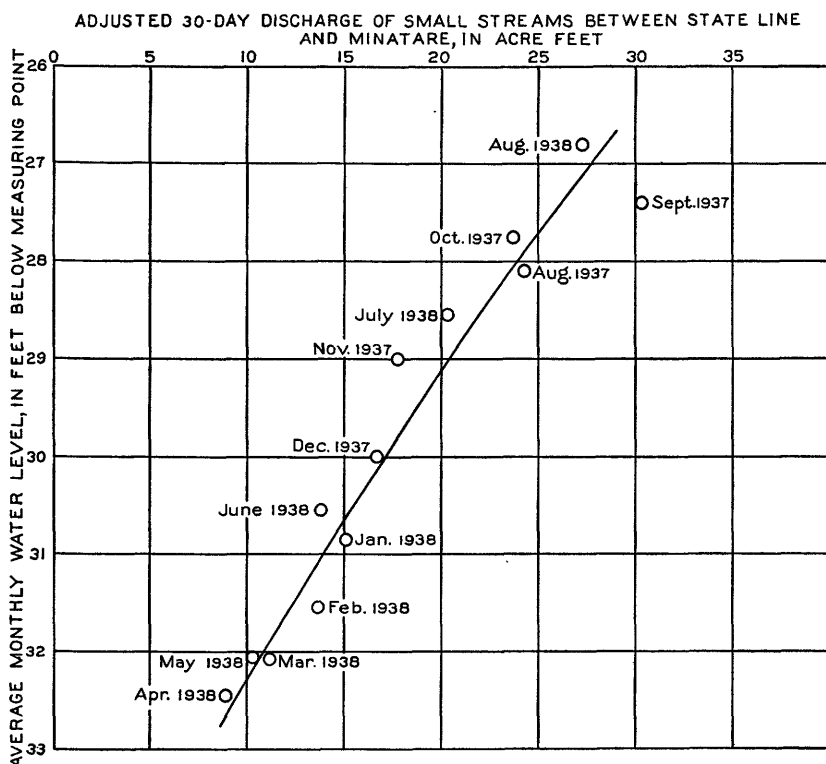 ADJUSTED 30-DAY DISCHARGE OF SMALL STREAMS BETWEEN STATE LINE
AND MINATARE, IN ACRE FEET
0 5 10 15 20 25 30 35
AVERAGE MONTHLY WATER LEVEL, IN FEET BELOW MEASURING POINT
26
Aug. 1938
27
Sept. 1937
Oct. 1937
28
Aug. 1937
July 1938
Nov. 1937
29
Dec. 1937
30
June 1938
Jan. 1938
31
Feb. 1938
32
May 1938
Mar. 1938
Apr. 1938
33